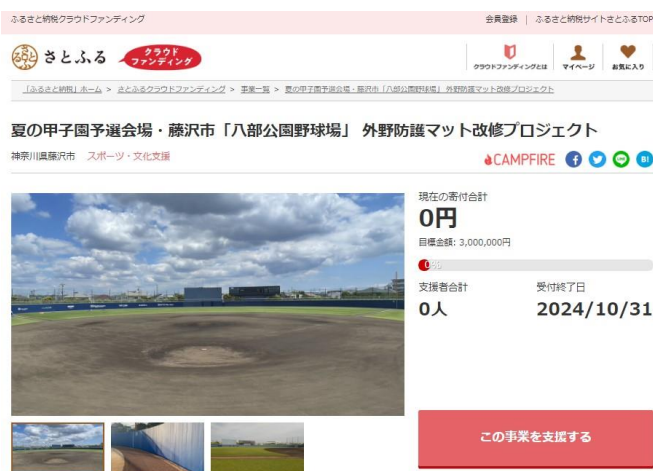 ふるさと納税クラウドファンディング
会員登録 | ふるさと納税サイトさとふるTOP
さとふる
クラウド
ファンディング
クラウドファンディングとは
マイページ
お気に入り
「ふるさと納税」ホーム > さとふるクラウドファンディング > 事業一覧 > 夏の甲子園予選会場・藤沢市「八部公園野球場」 外野防護マット改修プロジェクト
夏の甲子園予選会場・藤沢市「八部公園野球場」 外野防護マット改修プロジェクト
神奈川県藤沢市 スポーツ・文化支援
CAMPFIRE
現在の寄付合計
0円
目標金額: 3,000,000円
0%
支援者合計
0人
受付終了日
2024/10/31
この事業を支援する